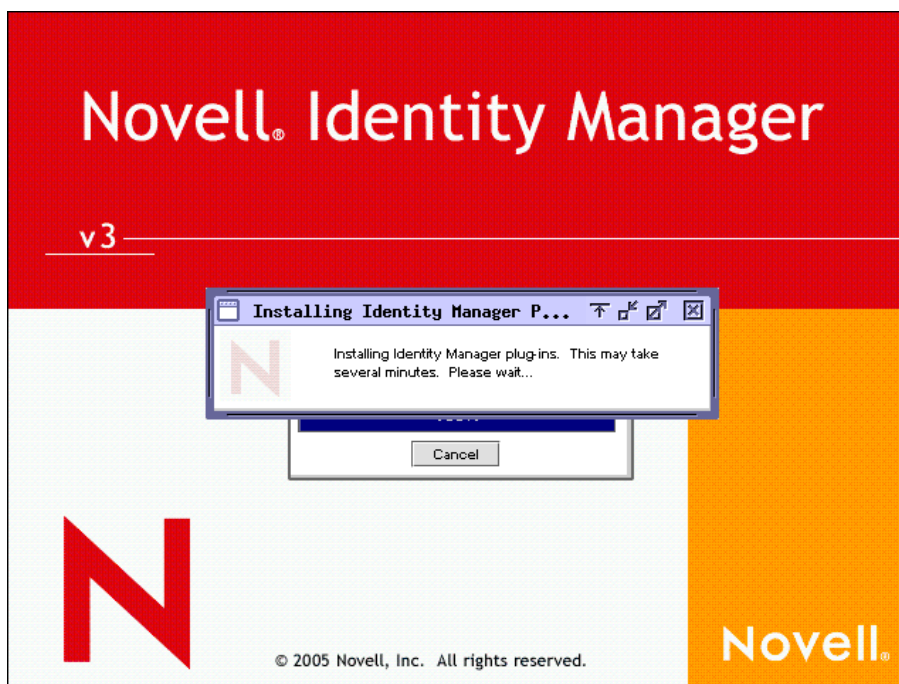 Novell® Identity Manager
v3
Installing Identity Manager P...
Installing Identity Manager plug-ins. This may take
several minutes. Please wait...
Cancel
© 2005 Novell, Inc. All rights reserved.
Novell®